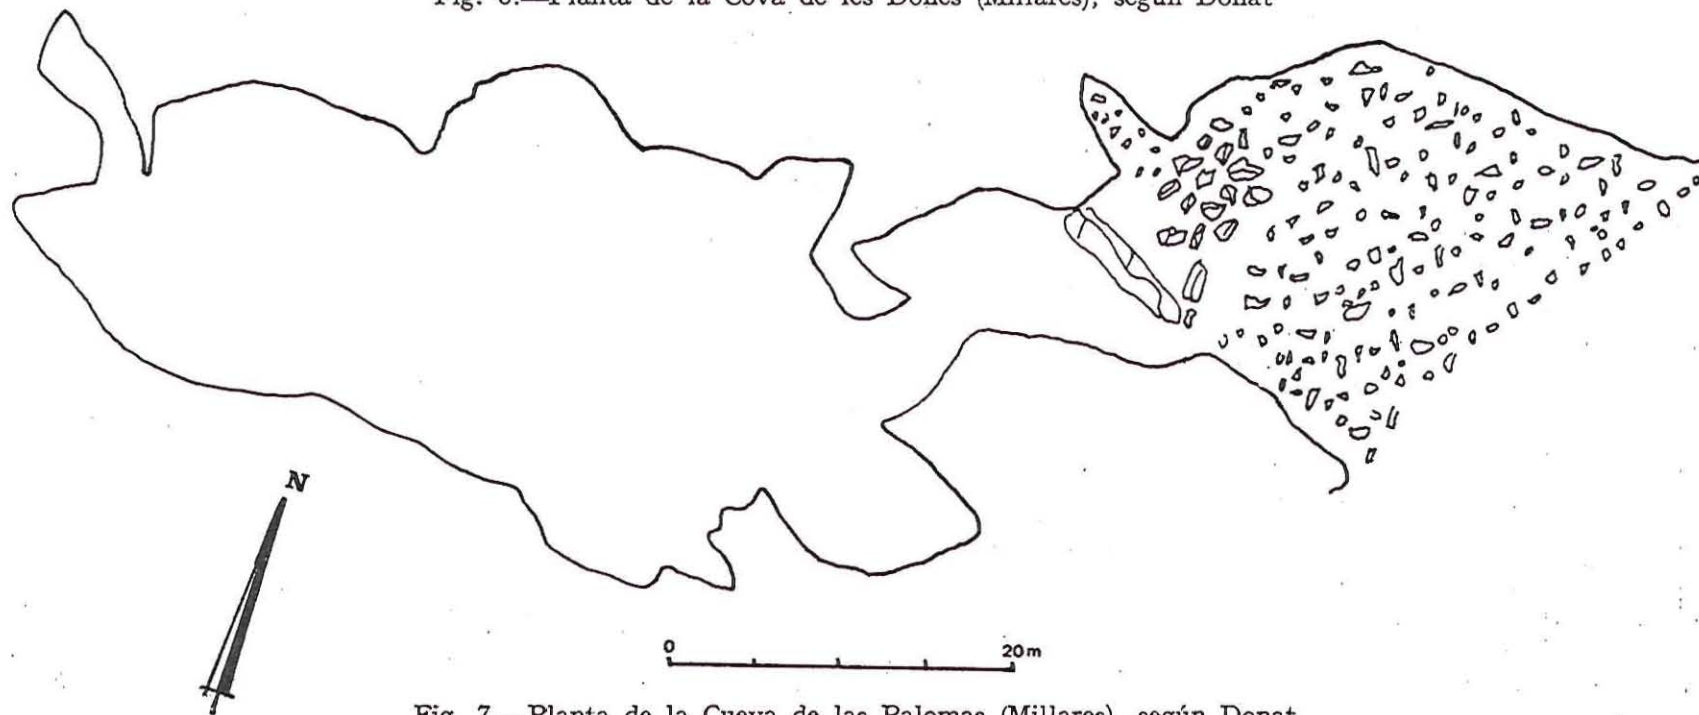 Fig. 6.—Planta de la Cova de les Dones (Millares), según Donat
N
0 20 m
Fig. 7.—Planta de la Cueva de las Palomas (Millares), según Donat